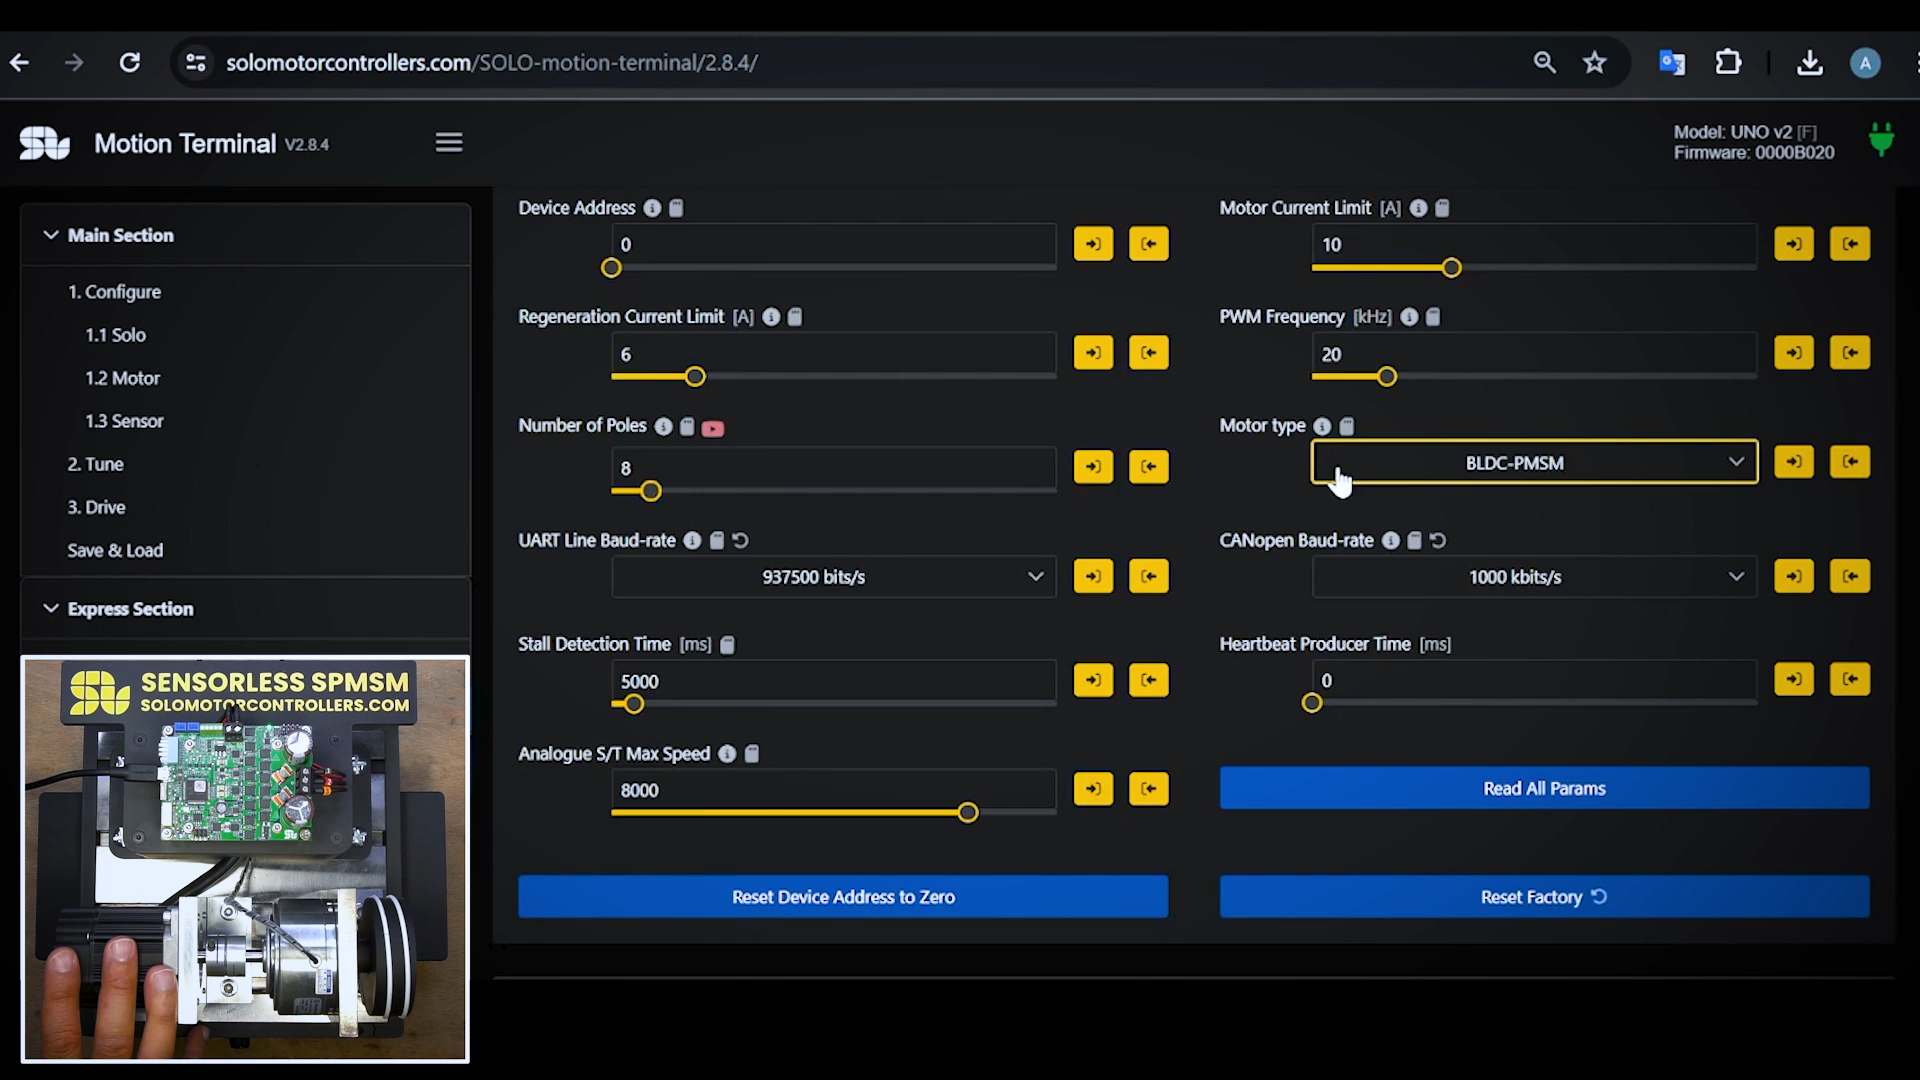 solomotorcontrollers.com/SOLO-motion-terminal/2.8.4/
A
Motion Terminal V2.8.4
Model: UNO v2 [F]
Firmware: 0000B020
Main Section
1. Configure
1.1 Solo
1.2 Motor
1.3 Sensor
2. Tune
3. Drive
Save & Load
Express Section
Device Address
0
Motor Current Limit [A]
10
Regeneration Current Limit [A]
6
PWM Frequency [kHz]
20
Number of Poles
8
Motor type
BLDC-PMSM
UART Line Baud-rate
937500 bits/s
CANopen Baud-rate
1000 kbits/s
Stall Detection Time [ms]
5000
Heartbeat Producer Time [ms]
0
Analogue S/T Max Speed
8000
Read All Params
Reset Device Address to Zero
Reset Factory
SENSORLESS SPMSM
SOLOMOTORCONTROLLERS.COM